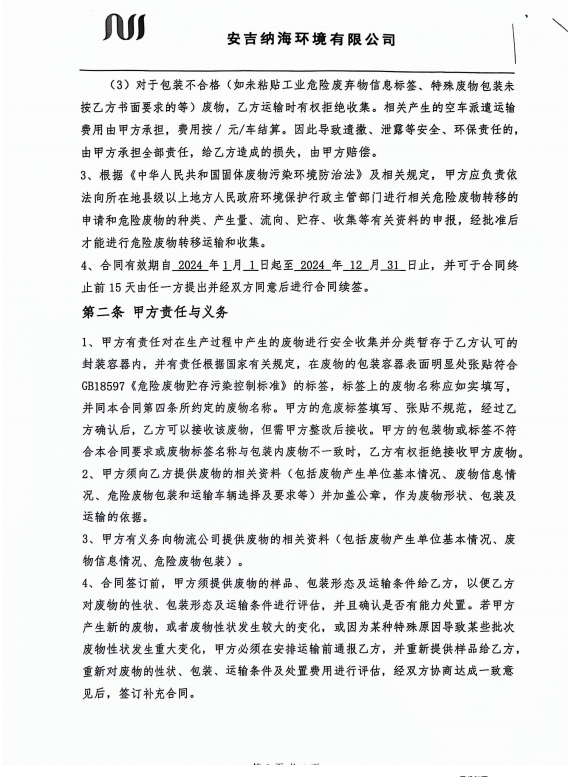 安吉纳海环境有限公司
（3）对于包装不合格（如未粘贴工业危险废弃物信息标签、特殊废物包装未
按乙方书面要求的等）废物，乙方运输时有权拒绝收集。相关产生的空车派遣运输
费用由甲方承担，费用按 / 元/车结算。因此导致遗撒、泄露等安全、环保责任的，
由甲方承担全部责任，给乙方造成的损失，由甲方赔偿。
3、根据《中华人民共和国固体废物污染环境防治法》及相关规定，甲方应负责依
法向所在地县级以上地方人民政府环境保护行政主管部门进行相关危险废物转移的
申请和危险废物的种类、产生量、流向、贮存、收集等有关资料的申报，经批准后
才能进行危险废物转移运输和收集。
4、合同有效期自 2024 年 1 月 1 日起至 2024 年 12 月 31 日止，并可于合同终
止前 15 天由任一方提出并经双方同意后进行合同续签。
第二条 甲方责任与义务
1、甲方有责任对在生产过程中产生的废物进行安全收集并分类暂存于乙方认可的
封装容器内，并有责任根据国家有关规定，在废物的包装容器表面明显处张贴符合
GB18597《危险废物贮存污染控制标准》的标签，标签上的废物名称应如实填写，
并同本合同第四条所约定的废物名称。甲方的危废标签填写、张贴不规范，经过乙
方确认后，乙方可以接收该废物，但需甲方整改后接收。甲方的包装物或标签不符
合本合同要求或废物标签名称与包装内废物不一致时，乙方有权拒绝接收甲方废物。
2、甲方须向乙方提供废物的相关资料（包括废物产生单位基本情况、废物信息情
况、危险废物包装和运输车辆选择及要求等）并加盖公章，作为废物形状、包装及
运输的依据。
3、甲方有义务向物流公司提供废物的相关资料（包括废物产生单位基本情况、废
物信息情况、危险废物包装）。
4、合同签订前，甲方须提供废物的样品、包装形态及运输条件给乙方，以便乙方
对废物的性状、包装形态及运输条件进行评估，并且确认是否有能力处置。若甲方
产生新的废物，或者废物性状发生较大的变化，或因为某种特殊原因导致某些批次
废物性状发生重大变化，甲方必须在安排运输前通报乙方，并重新提供样品给乙方，
重新对废物的性状、包装、运输条件及处置费用进行评估，经双方协商达成一致意
见后，签订补充合同。